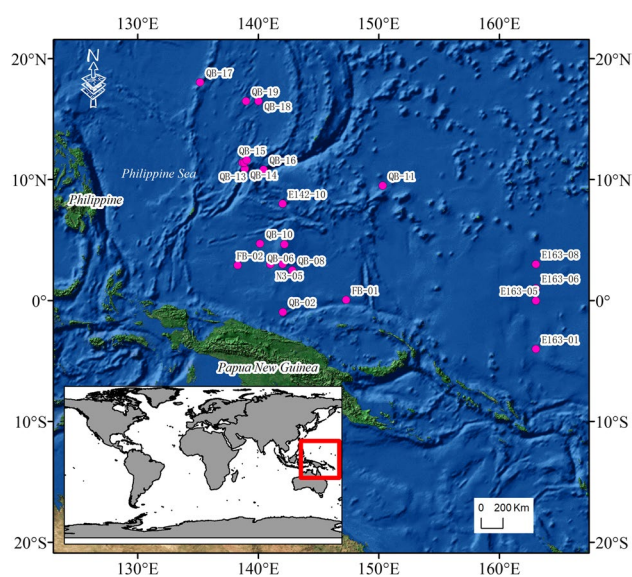 130°E 140°E 150°E 160°E
20°N 20°N
N
QB-17
QB-19
QB-18
QB-15
QB-16
Philippine Sea
QB-13 QB-14
QB-11
10°N 10°N
Philippine
E142-10
QB-10
FB-02 QB-06 QB-08
N3-05
E163-08
E163-06
E163-05
0° 0°
FB-01
QB-02
E163-01
Papua New Guinea
10°S 10°S
0 200 Km
20°S 20°S
130°E 140°E 150°E 160°E